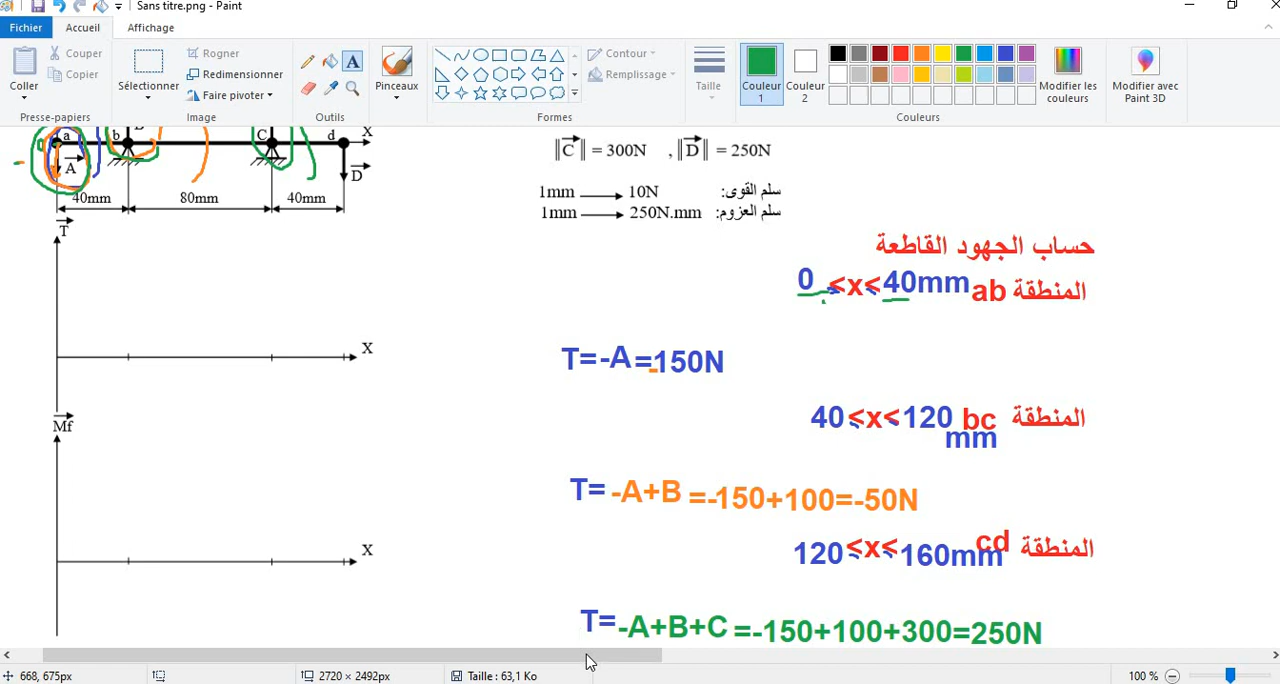 Sans titre.png - Paint
Fichier
Accueil
Affichage
Coller
Couper
Copier
Presse-papiers
Sélectionner
Rogner
Redimensionner
Faire pivoter
Image
A
Outils
Pinceaux
Contour
Remplissage
Formes
Taille
Couleur 1
Couleur 2
Couleurs
Modifier les couleurs
Modifier avec Paint 3D
a b C d X
A D
40mm 80mm 40mm
T
X
Mf
X
||C|| = 300N , ||D|| = 250N
1mm → 10N سلم القوى:
1mm → 250N.mm سلم العزوم:
حساب الجهود القاطعة
المنطقة ab 0 ≤x≤40mm
T=-A=-150N
المنطقة bc 40≤x≤120 mm
T= -A+B =-150+100=-50N
المنطقة cd 120≤x≤160mm
T=-A+B+C=-150+100+300=250N
668, 675px
2720 × 2492px
Taille : 63,1 Ko
100 %